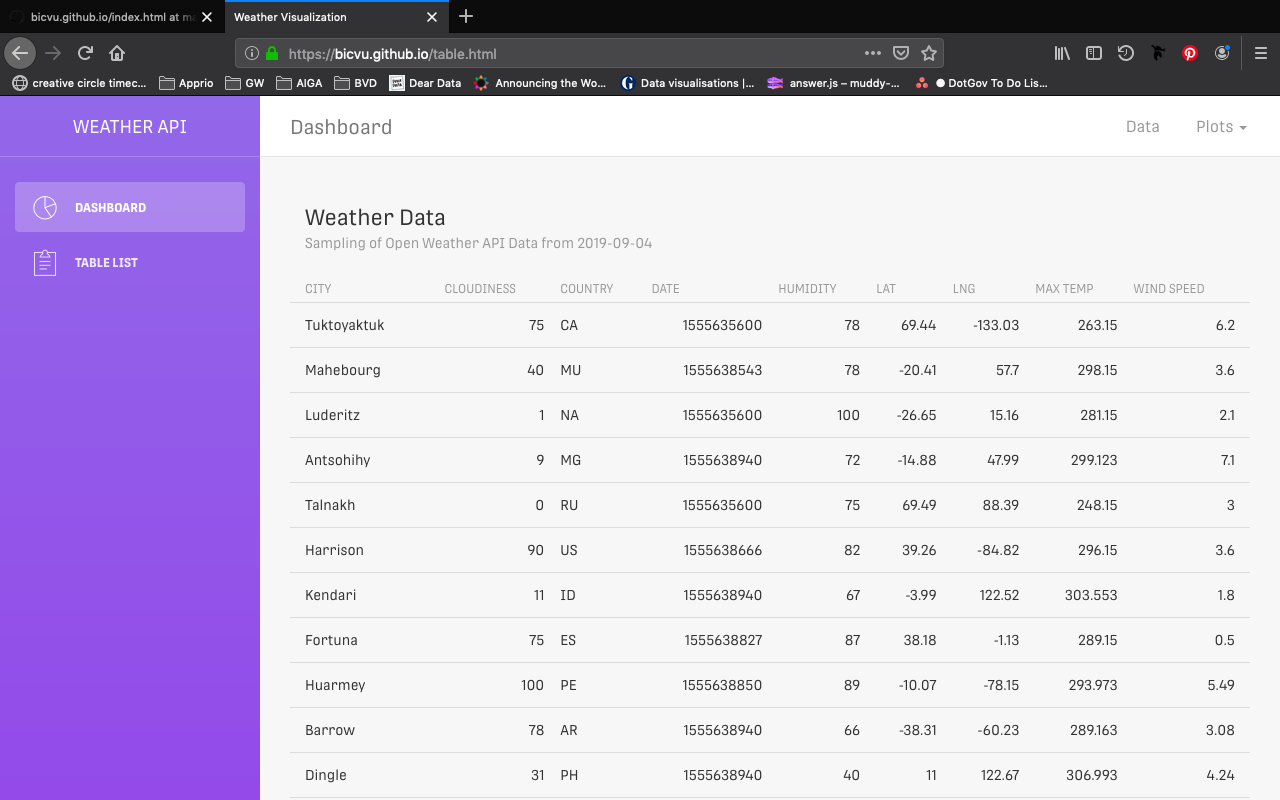 bicvu.github.io/index.html at m
Weather Visualization
https://bicvu.github.io/table.html
creative circle timec... Apprio GW AIGA BVD Dear Data Announcing the Wo... Data visualisations |... answer.js – muddy-... DotGov To Do Lis...
WEATHER API
Dashboard Data Plots
DASHBOARD
TABLE LIST
Weather Data
Sampling of Open Weather API Data from 2019-09-04
CITY CLOUDINESS COUNTRY DATE HUMIDITY LAT LNG MAX TEMP WIND SPEED
Tuktoyaktuk 75 CA 1555635600 78 69.44 -133.03 263.15 6.2
Mahebourg 40 MU 1555638543 78 -20.41 57.7 298.15 3.6
Luderitz 1 NA 1555635600 100 -26.65 15.16 281.15 2.1
Antsohihy 9 MG 1555638940 72 -14.88 47.99 299.123 7.1
Talnakh 0 RU 1555635600 75 69.49 88.39 248.15 3
Harrison 90 US 1555638666 82 39.26 -84.82 296.15 3.6
Kendari 11 ID 1555638940 67 -3.99 122.52 303.553 1.8
Fortuna 75 ES 1555638827 87 38.18 -1.13 289.15 0.5
Huarmey 100 PE 1555638850 89 -10.07 -78.15 293.973 5.49
Barrow 78 AR 1555638940 66 -38.31 -60.23 289.163 3.08
Dingle 31 PH 1555638940 40 11 122.67 306.993 4.24